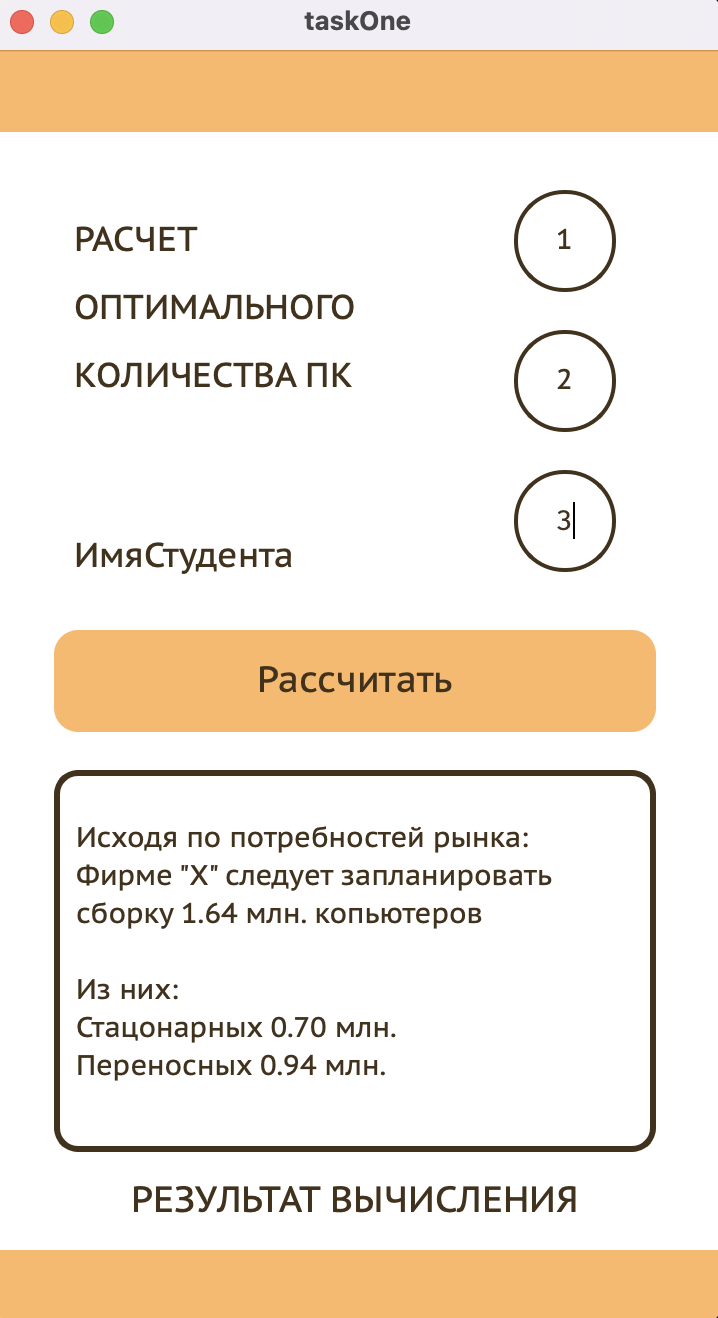 taskOne
РАСЧЕТ
ОПТИМАЛЬНОГО
КОЛИЧЕСТВА ПК
ИмяСтудента
1
2
3
Рассчитать
Исходя по потребностей рынка:
Фирме "X" следует запланировать
сборку 1.64 млн. копьютеров
Из них:
Стационарных 0.70 млн.
Переносных 0.94 млн.
РЕЗУЛЬТАТ ВЫЧИСЛЕНИЯ